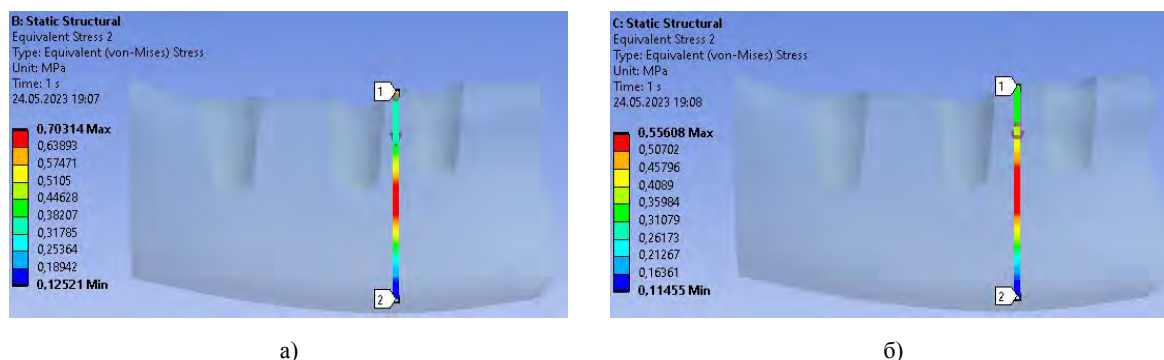 B: Static Structural
Equivalent Stress 2
Type: Equivalent (von-Mises) Stress
Unit: MPa
Time: 1 s
24.05.2023 19:07
0,70314 Max
0,63893
0,57471
0,5105
0,44628
0,38207
0,31785
0,25364
0,18942
0,12521 Min
1
2
C: Static Structural
Equivalent Stress 2
Type: Equivalent (von-Mises) Stress
Unit: MPa
Time: 1 s
24.05.2023 19:08
0,55608 Max
0,50702
0,45796
0,4089
0,35984
0,31079
0,26173
0,21267
0,16361
0,11455 Min
1
2
а)
б)